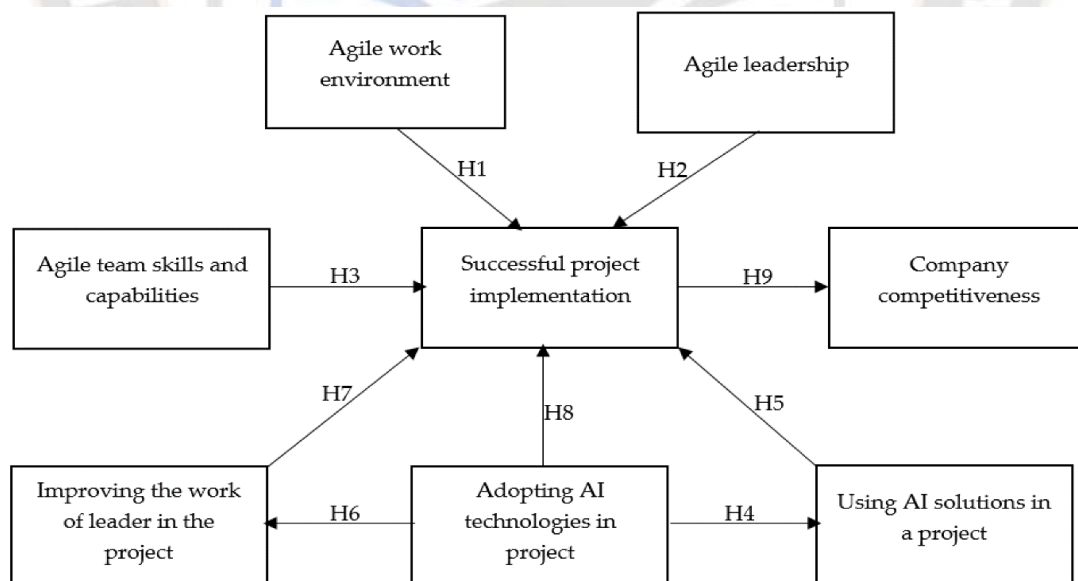 Agile work
environment
Agile leadership
H1
H2
Agile team skills and
capabilities
H3
Successful project
implementation
H9
Company
competitiveness
H7
H8
H5
Improving the work
of leader in the
project
H6
Adopting AI
technologies in
project
H4
Using AI solutions in
a project